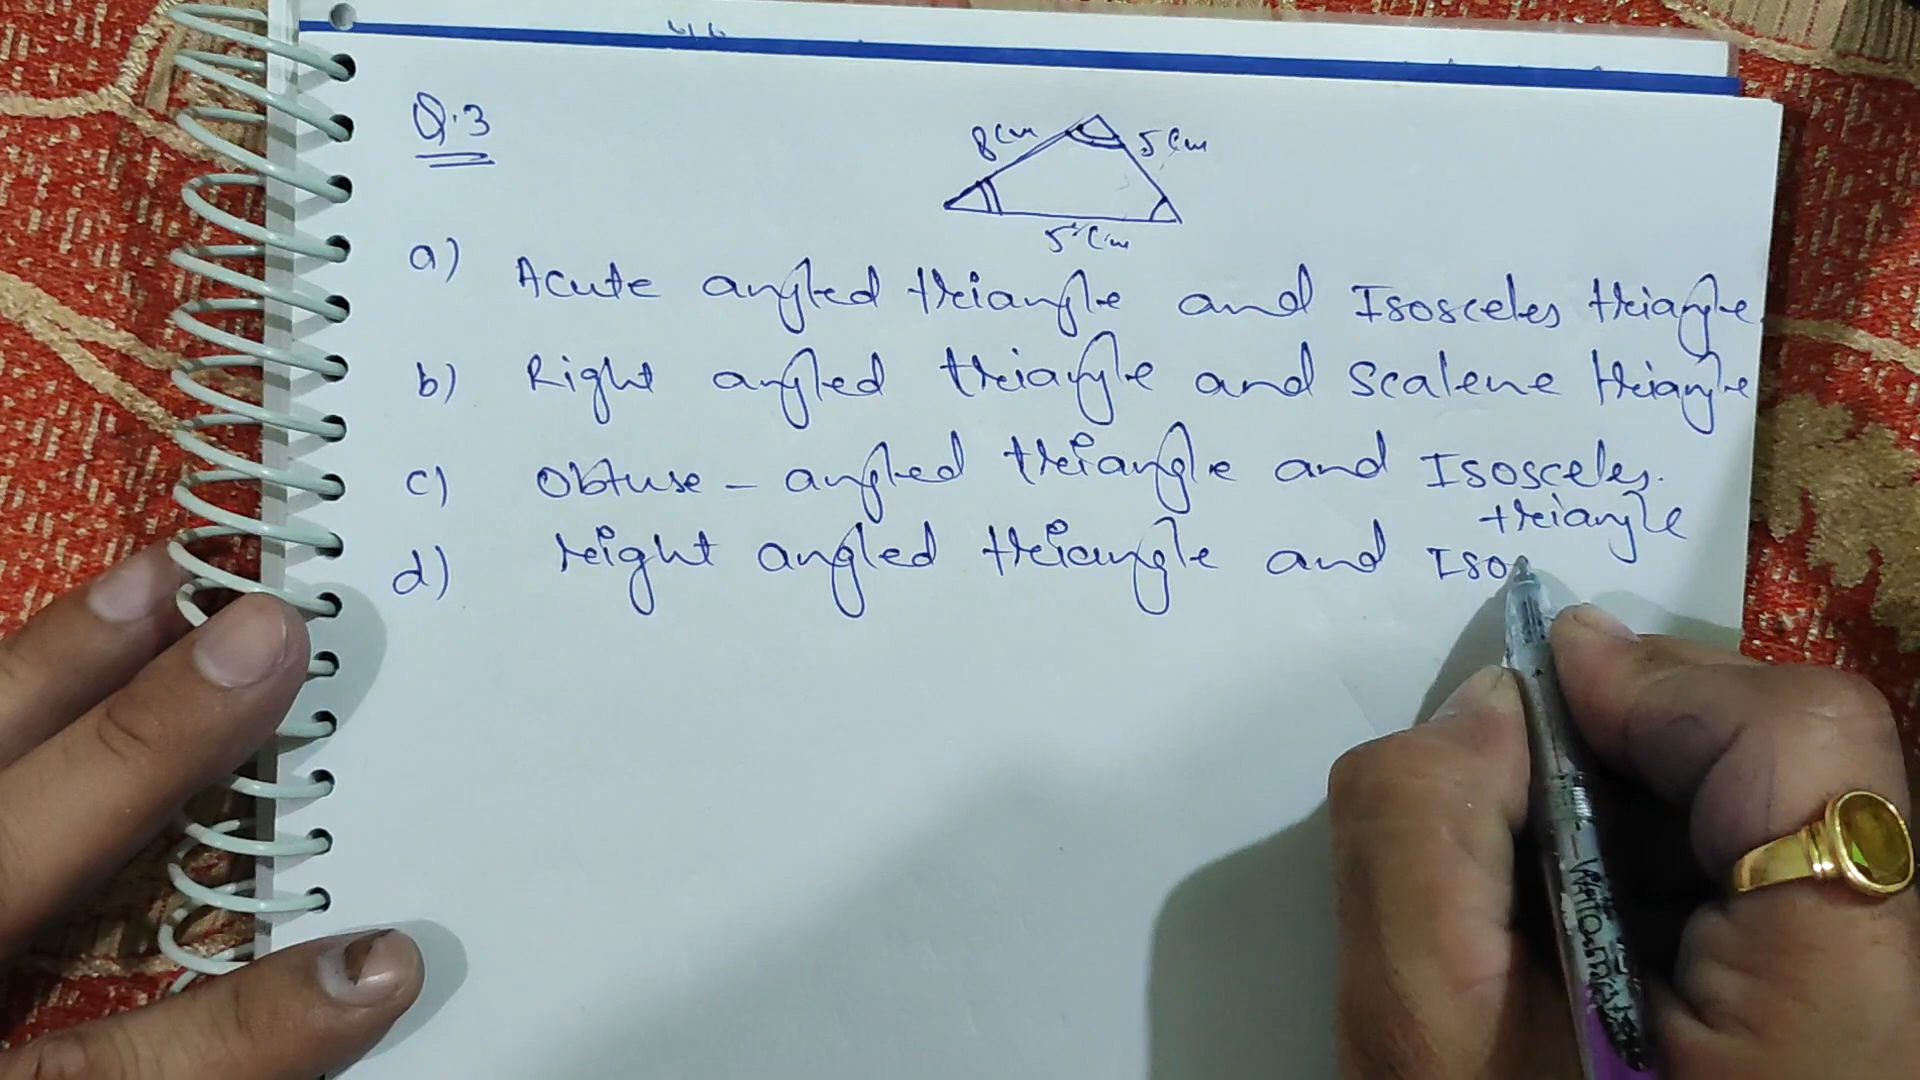 Q.3
8cm 5cm
5cm
a) Acute angled triangle and Isosceles triangle
b) Right angled triangle and Scalene triangle
c) Obtuse - angled triangle and Isosceles.
triangle
d) right angled triangle and Iso